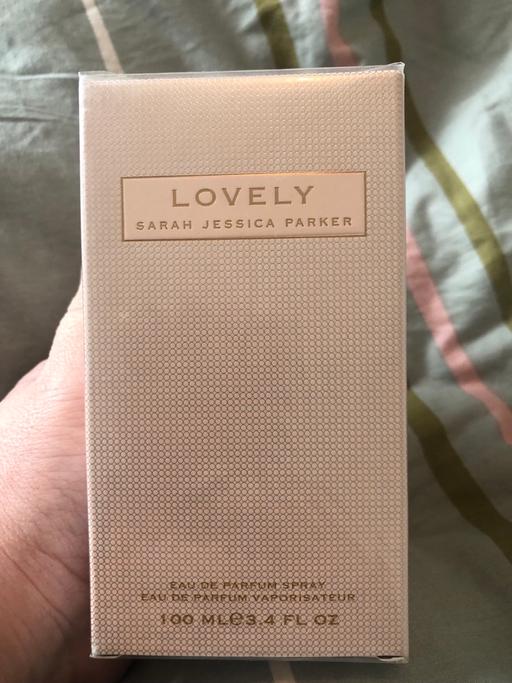 LOVELY
SARAH JESSICA PARKER
EAU DE PARFUM SPRAY
EAU DE PARFUM VAPORISATEUR
100 ML℮3.4 FL OZ